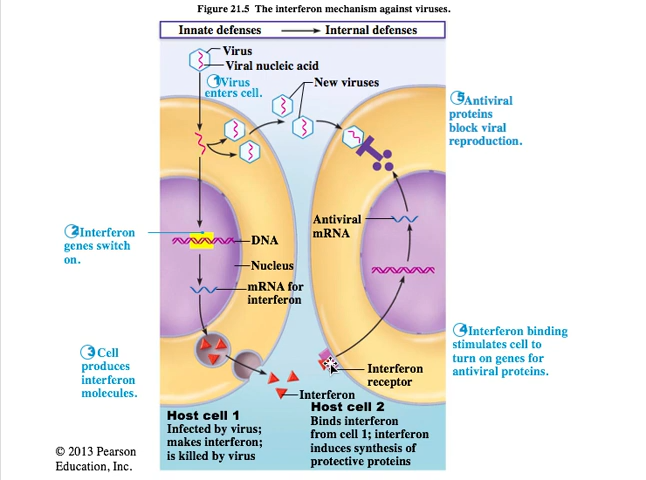 Figure 21.5 The interferon mechanism against viruses.
Innate defenses
Internal defenses
Virus
Viral nucleic acid
1 Virus
enters cell.
New viruses
5 Antiviral
proteins
block viral
reproduction.
2 Interferon
genes switch
on.
DNA
Nucleus
mRNA for
interferon
Antiviral
mRNA
3 Cell
produces
interferon
molecules.
4 Interferon binding
stimulates cell to
turn on genes for
antiviral proteins.
Interferon
receptor
Interferon
Host cell 1
Infected by virus;
makes interferon;
is killed by virus
Host cell 2
Binds interferon
from cell 1; interferon
induces synthesis of
protective proteins
© 2013 Pearson
Education, Inc.